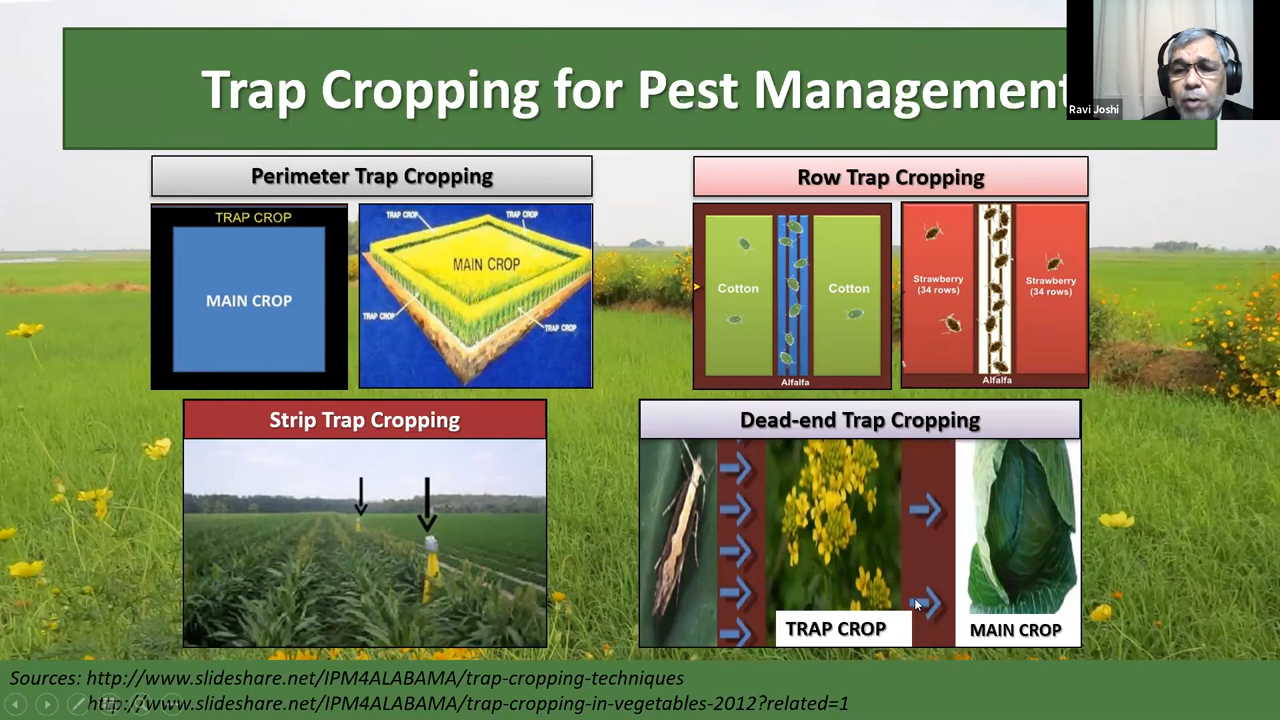 Trap Cropping for Pest Management
Ravi Joshi
Perimeter Trap Cropping
Row Trap Cropping
TRAP CROP
MAIN CROP
TRAP CROP
TRAP CROP
MAIN CROP
TRAP CROP
TRAP CROP
Cotton
Cotton
Alfalfa
Strawberry
(34 rows)
Strawberry
(34 rows)
Alfalfa
Strip Trap Cropping
Dead-end Trap Cropping
TRAP CROP
MAIN CROP
Sources: http://www.slideshare.net/IPM4ALABAMA/trap-cropping-techniques
http://www.slideshare.net/IPM4ALABAMA/trap-cropping-in-vegetables-2012?related=1